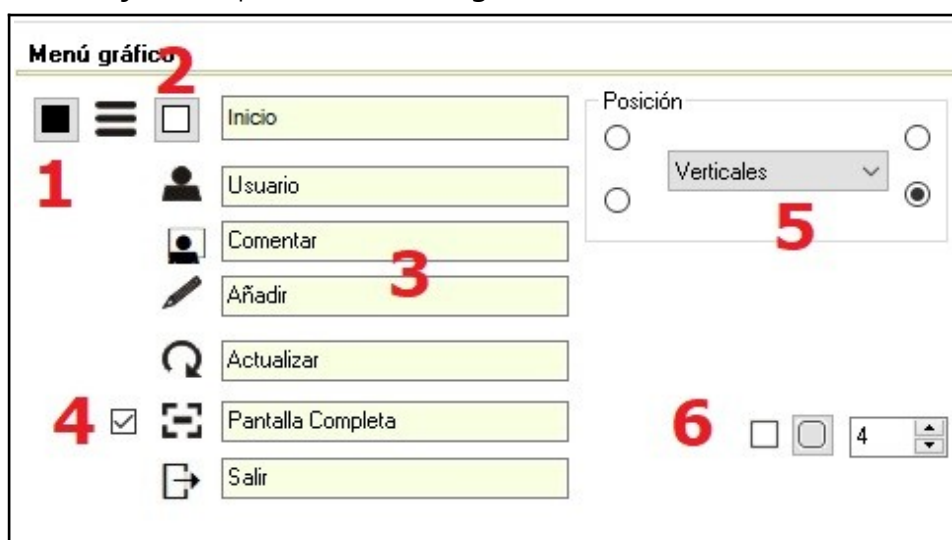 Menú gráfico
2
Inicio
Posición
1
Usuario
Verticales
5
Comentar
3
Añadir
Actualizar
4
Pantalla Completa
6
4
Salir